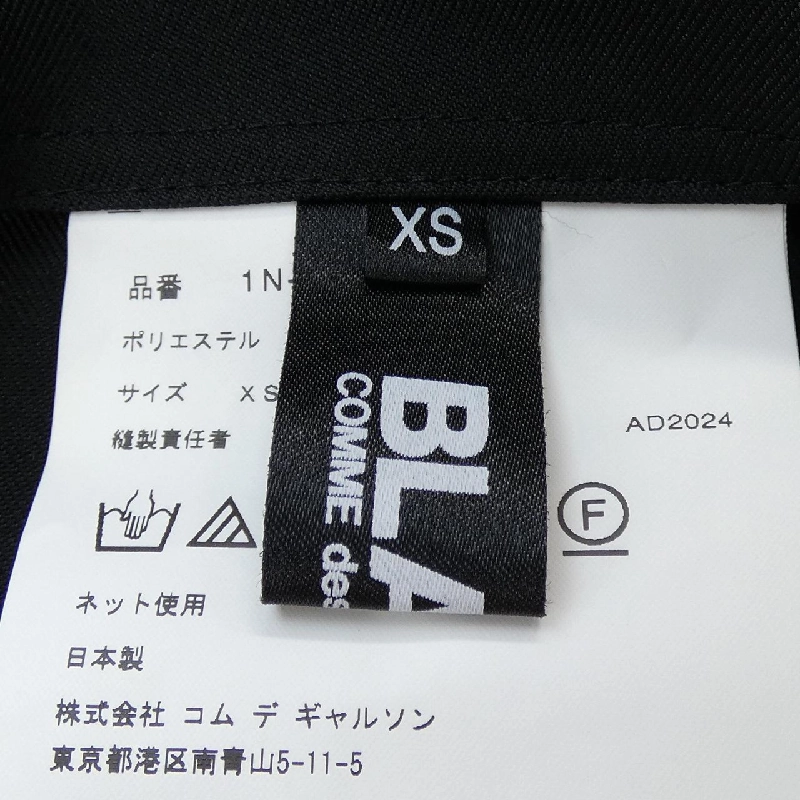 XS
BLA
COMME des
品番 1N
ポリエステル
サイズ XS
縫製責任者
AD2024
F
ネット使用
日本製
株式会社 コム デ ギャルソン
東京都港区南青山5-11-5